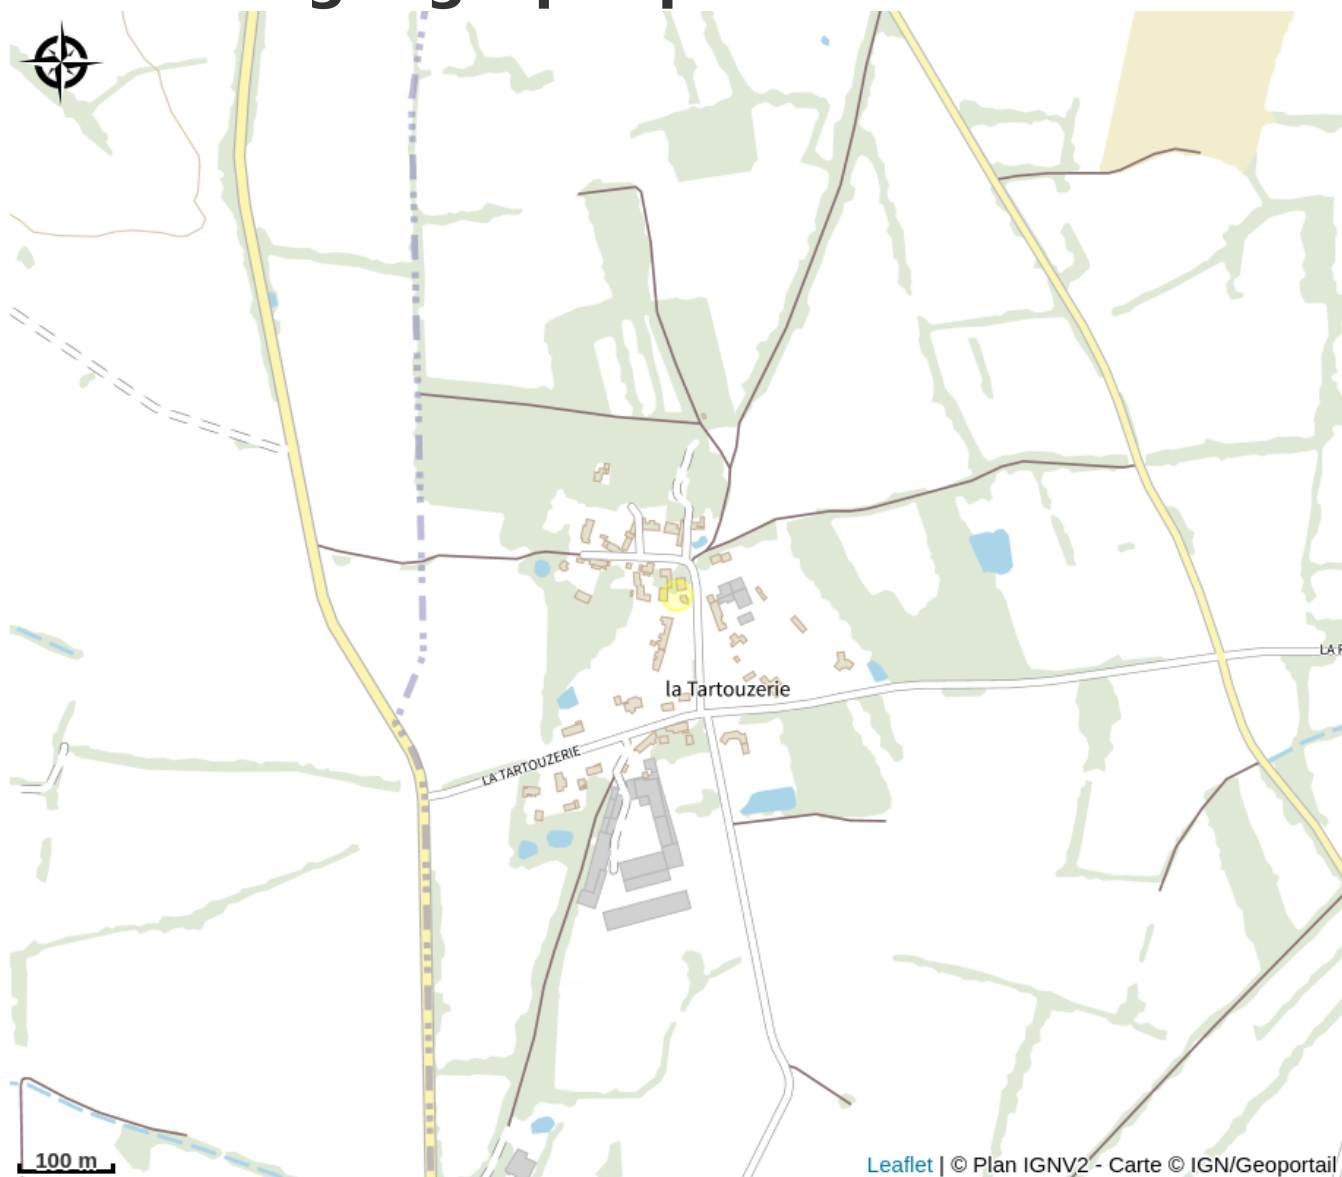 la Tartouzerie
LA TARTOUZERIE
100 m
Leaflet | © Plan IGNV2 - Carte © IGN/Geoportail